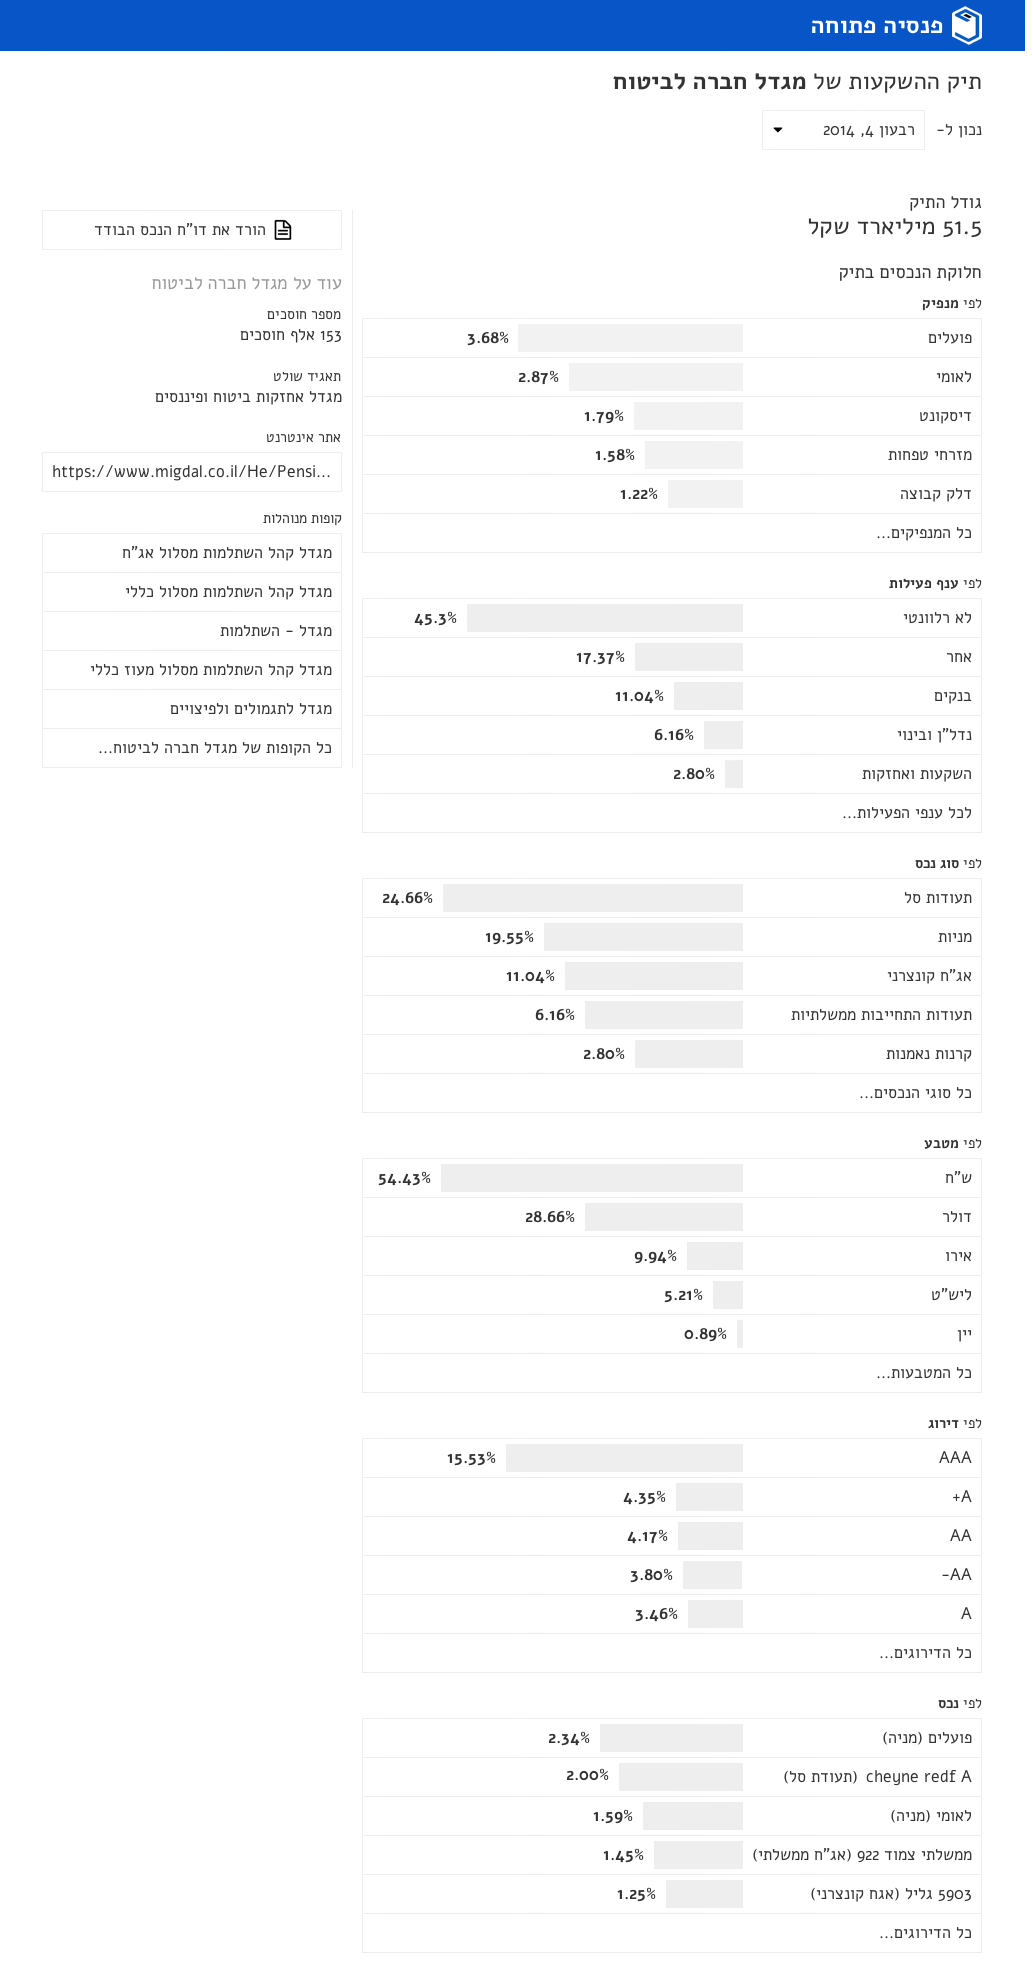 פנסיה פתוחה
תיק ההשקעות של מגדל חברה לביטוח
נכון ל- רבעון 4, 2014
גודל התיק
51.5 מיליארד שקל
חלוקת הנכסים בתיק
לפי מנפיק
פועלים 3.68%
לאומי 2.87%
דיסקונט 1.79%
מזרחי טפחות 1.58%
דלק קבוצה 1.22%
כל המנפיקים...
לפי ענף פעילות
לא רלוונטי 45.3%
אחר 17.37%
בנקים 11.04%
נדל"ן ובינוי 6.16%
השקעות ואחזקות 2.80%
לכל ענפי הפעילות...
לפי סוג נכס
תעודות סל 24.66%
מניות 19.55%
אג"ח קונצרני 11.04%
תעודות התחייבות ממשלתיות 6.16%
קרנות נאמנות 2.80%
כל סוגי הנכסים...
לפי מטבע
ש"ח 54.43%
דולר 28.66%
אירו 9.94%
ליש"ט 5.21%
יין 0.89%
כל המטבעות...
לפי דירוג
AAA 15.53%
A+ 4.35%
AA 4.17%
AA- 3.80%
A 3.46%
כל הדירוגים...
לפי נכס
פועלים (מניה) 2.34%
cheyne redf A (תעודת סל) 2.00%
לאומי (מניה) 1.59%
ממשלתי צמוד 922 (אג"ח ממשלתי) 1.45%
5903 גליל (אגח קונצרני) 1.25%
כל הדירוגים...
הורד את דו"ח הנכס הבודד
עוד על מגדל חברה לביטוח
מספר חוסכים
153 אלף חוסכים
תאגיד שולט
מגדל אחזקות ביטוח ופיננסים
אתר אינטרנט
https://www.migdal.co.il/He/Pensi...
קופות מנוהלות
מגדל קהל השתלמות מסלול אג"ח
מגדל קהל השתלמות מסלול כללי
מגדל - השתלמות
מגדל קהל השתלמות מסלול מעוז כללי
מגדל לתגמולים ולפיצויים
כל הקופות של מגדל חברה לביטוח...